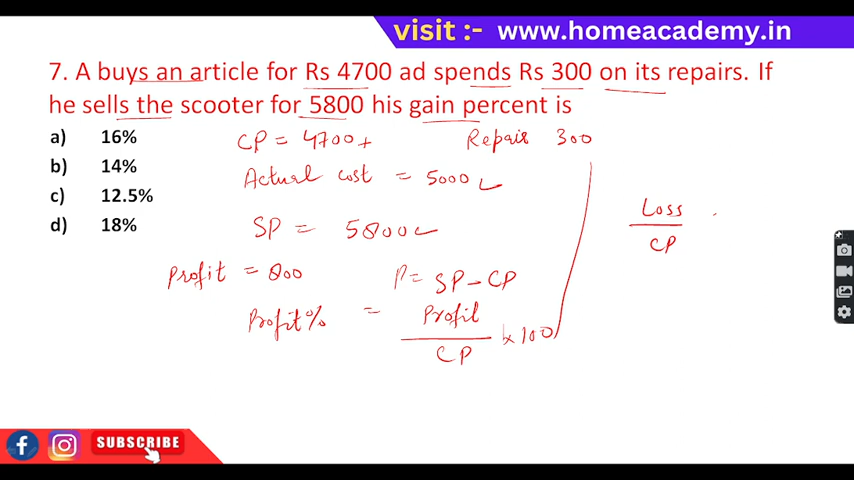 visit :- www.homeacademy.in
7. A buys an article for Rs 4700 ad spends Rs 300 on its repairs. If
he sells the scooter for 5800 his gain percent is
a) 16%
b) 14%
c) 12.5%
d) 18%
CP = 4700 + Repair 300
Actual cost = 5000
SP = 5800
Profit = 800 P = SP - CP
Profit % = Profit
CP × 100
Loss
CP
SUBSCRIBE